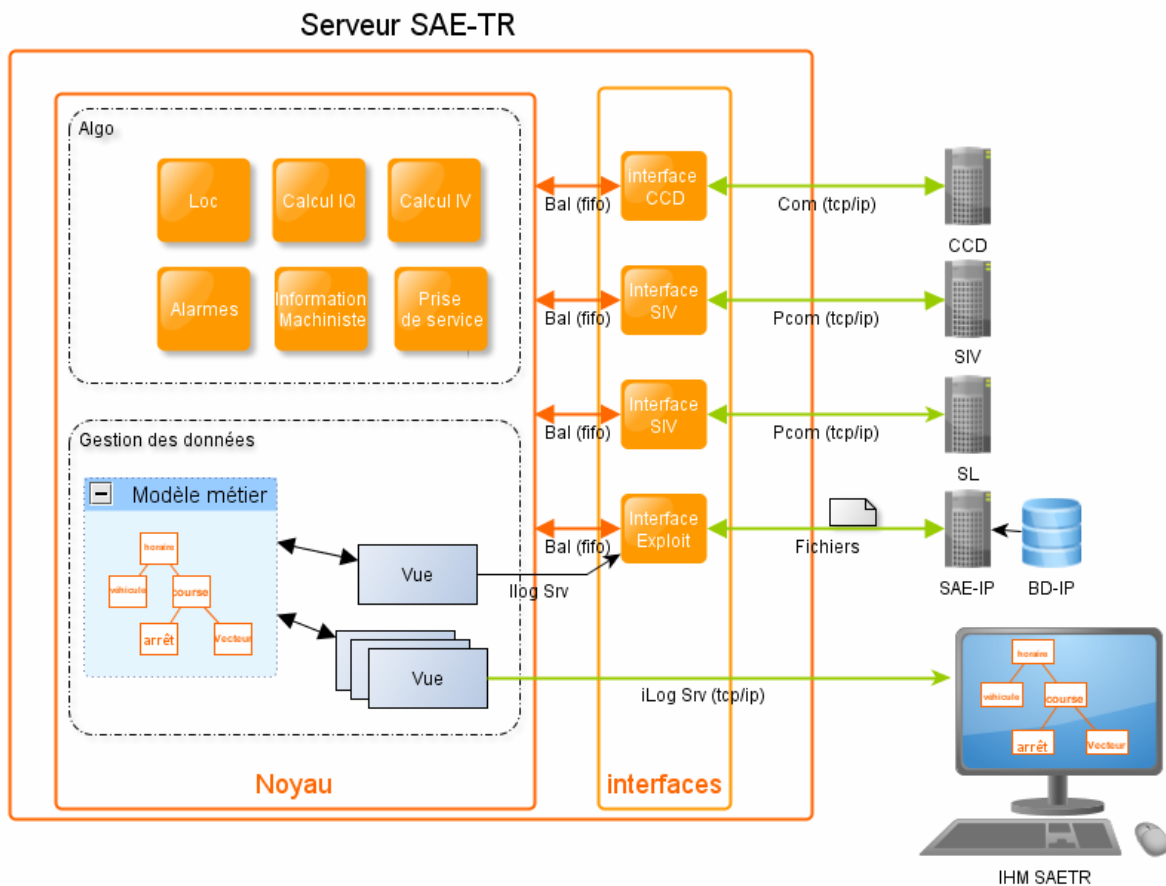 Serveur SAE-TR
Algo
Loc
Calcul IQ
Calcul IV
Alarmes
Information
Machiniste
Prise
de service
Gestion des données
Modèle métier
horaire
véhicule
course
arrêt
Vecteur
Vue
Vue
Ilog Srv
Noyau
Bal (fifo)
Bal (fifo)
Bal (fifo)
Bal (fifo)
interface
CCD
Interface
SIV
Interface
SIV
Interface
Exploit
interfaces
Com (tcp/ip)
Pcom (tcp/ip)
Pcom (tcp/ip)
Fichiers
iLog Srv (tcp/ip)
CCD
SIV
SL
SAE-IP
BD-IP
horaire
véhicule
course
arrêt
Vecteur
IHM SAETR